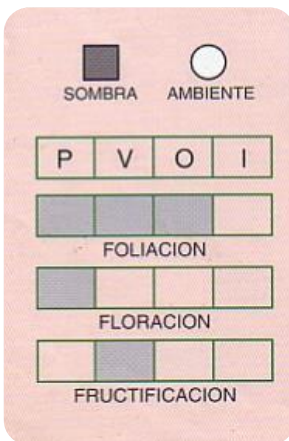 SOMBRA AMBIENTE
P V O I
FOLIACION
FLORACION
FRUCTIFICACION